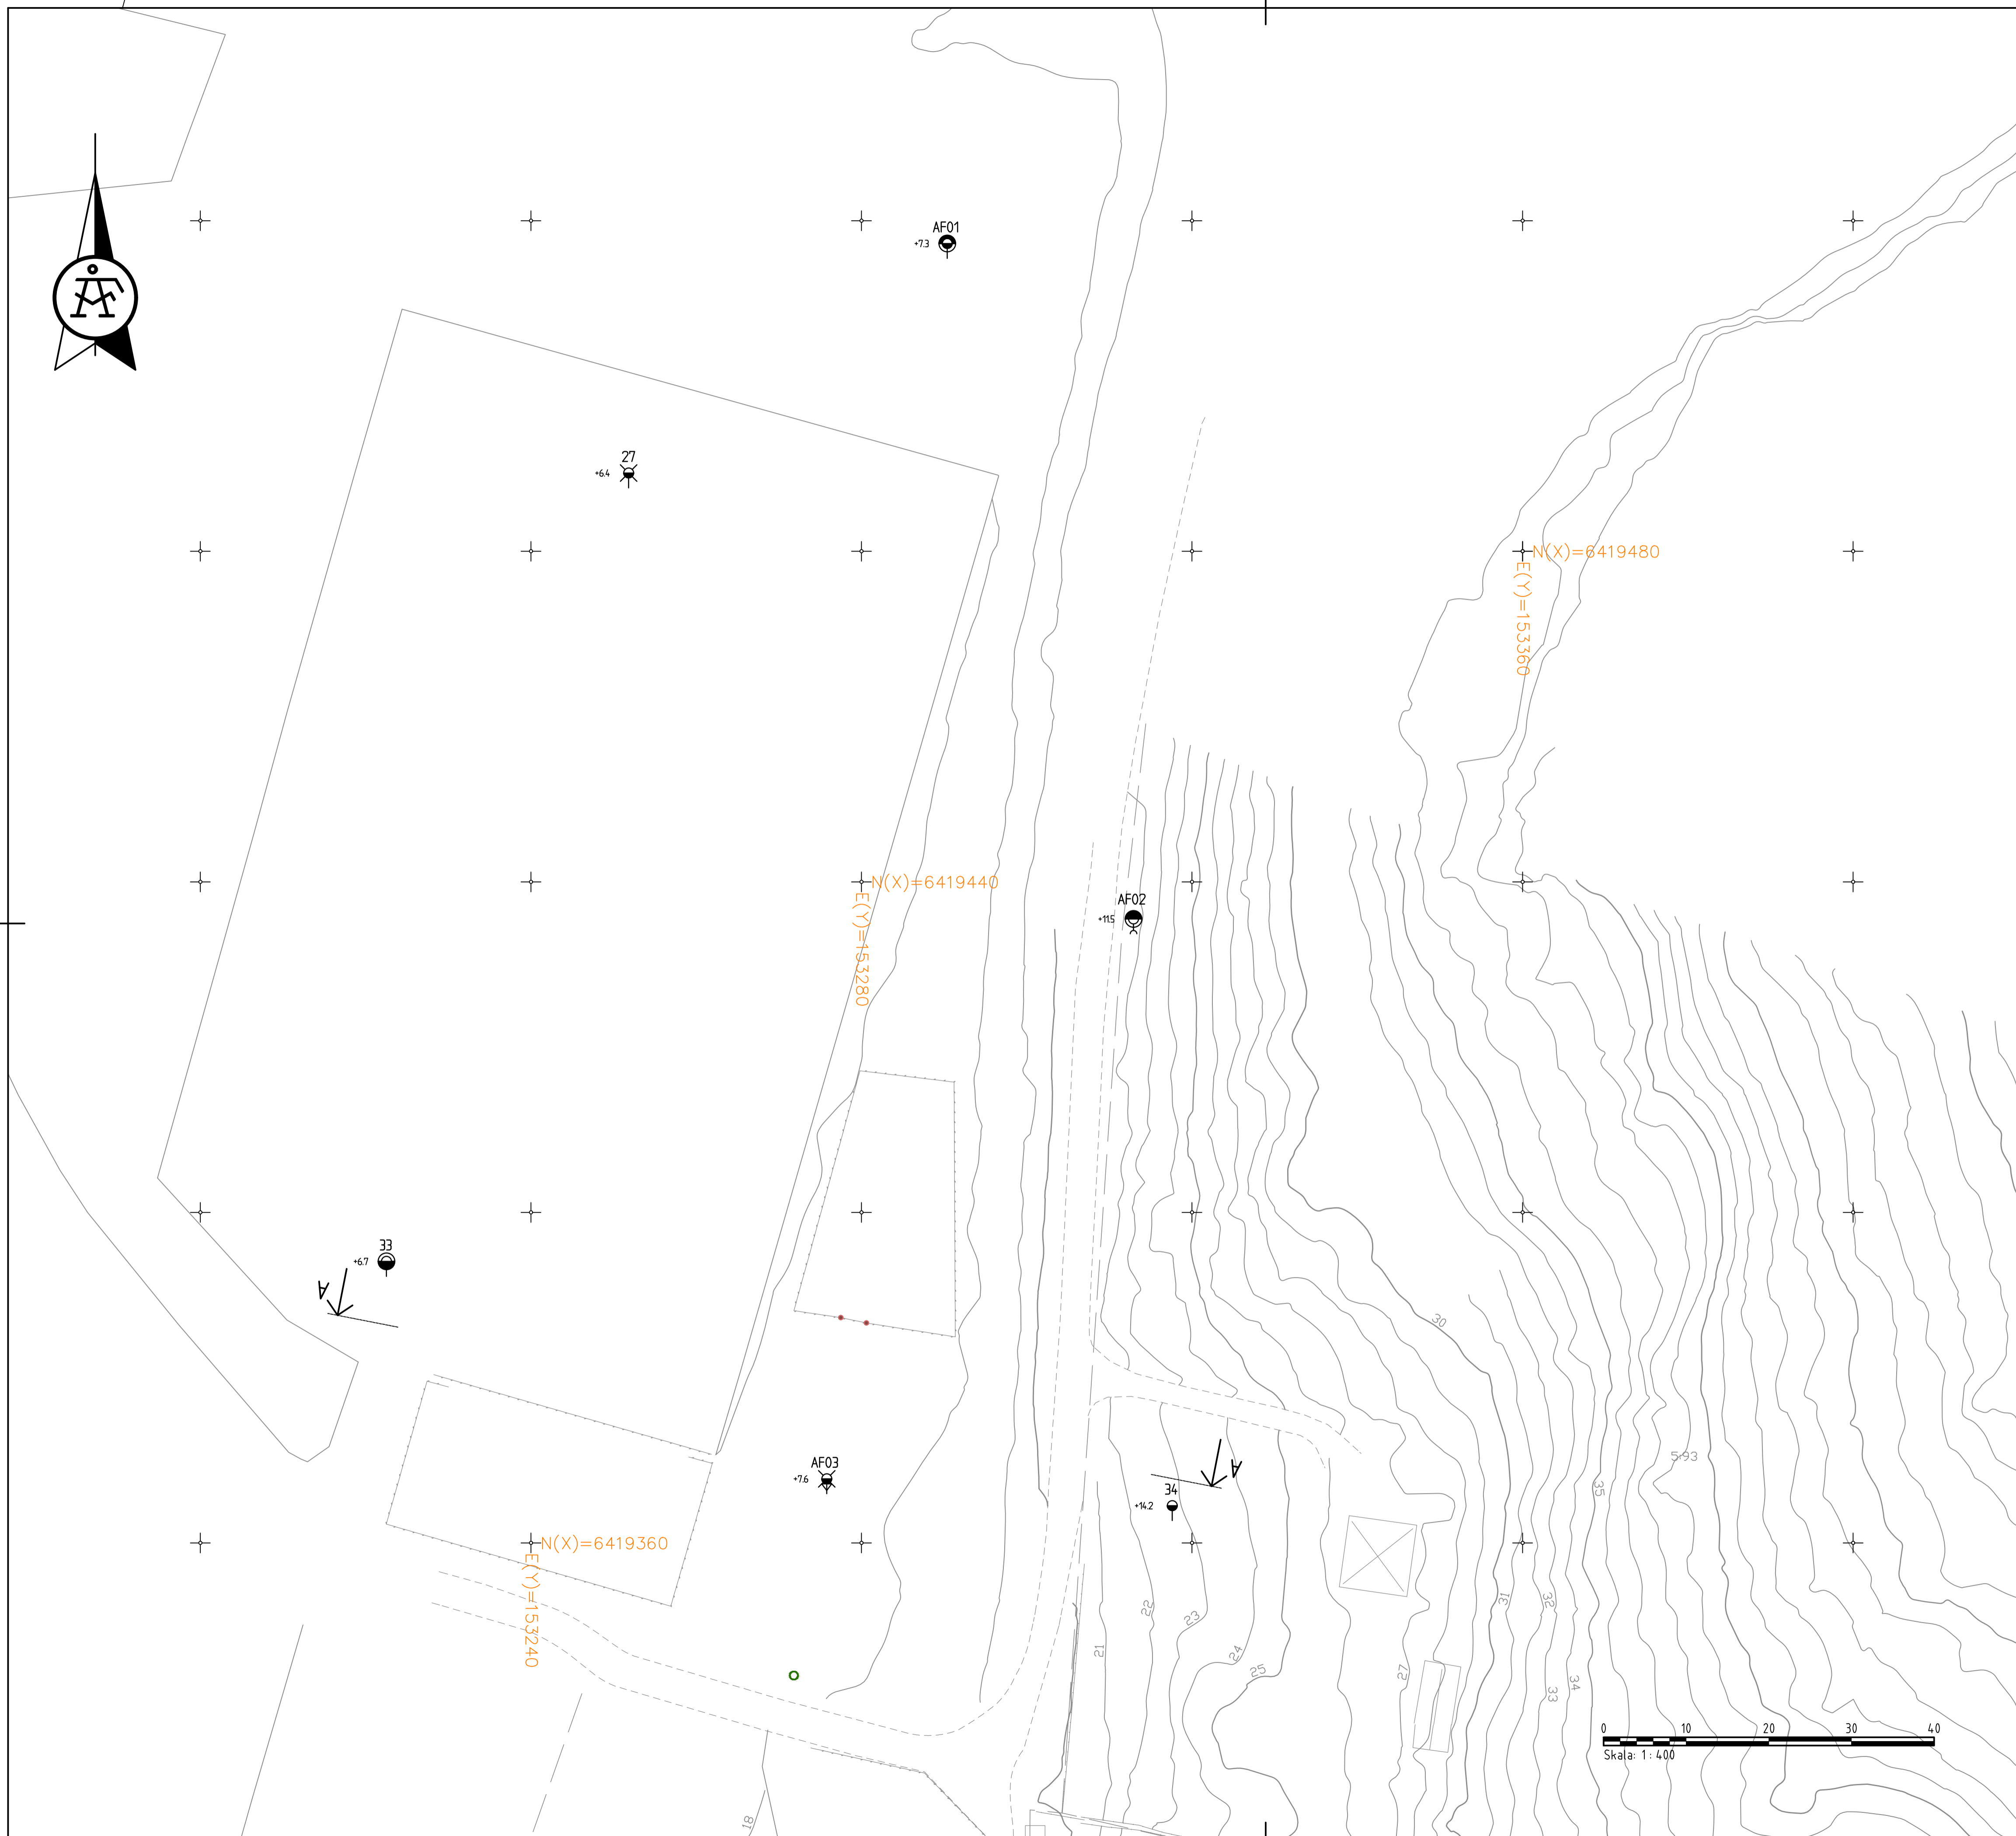 AF01
+7.3
27
+6.4
N(X)=6419480
E(Y)=153360
N(X)=6419440
E(Y)=153280
AF02
+11.5
33
+6.7
A
30
AF03
+7.6
A
34
+14.2
5:93
35
N(X)=6419360
E(Y)=153240
21
22
23
24
25
27
31
32
33
34
18
0 10 20 30 40
Skala: 1:400